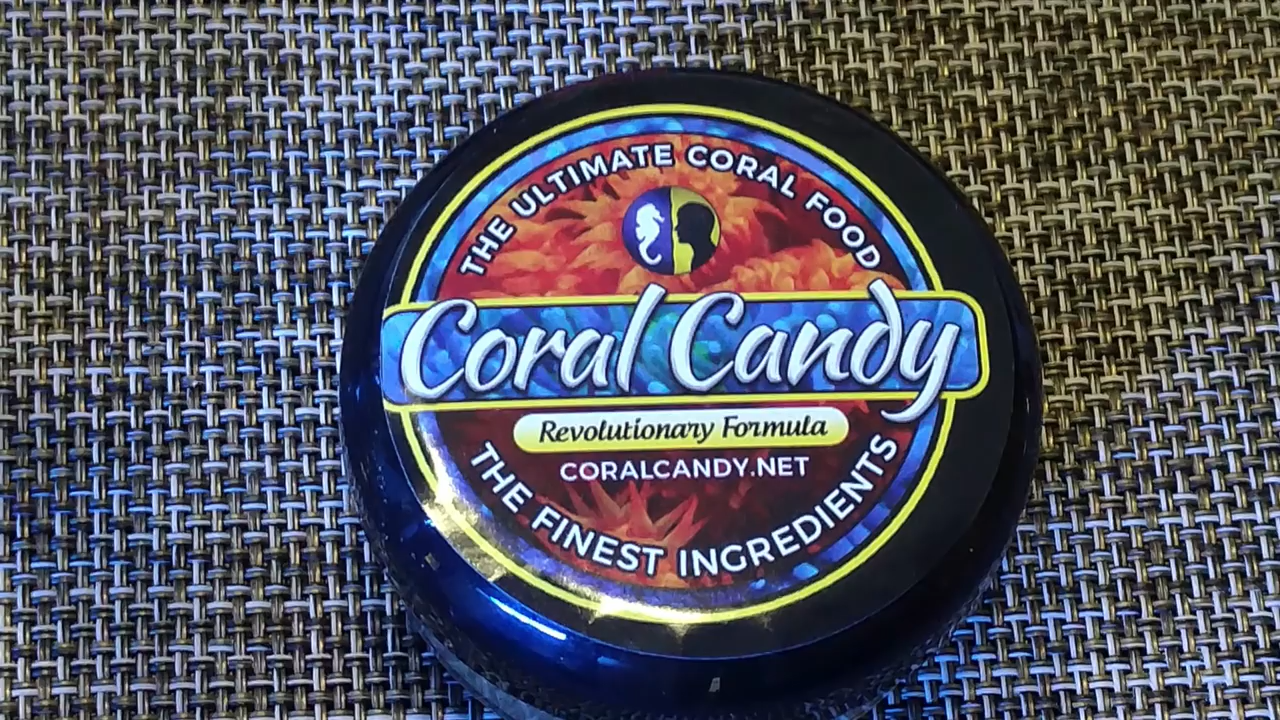 THE ULTIMATE CORAL FOOD
Coral Candy
Revolutionary Formula
CORALCANDY.NET
THE FINEST INGREDIENTS